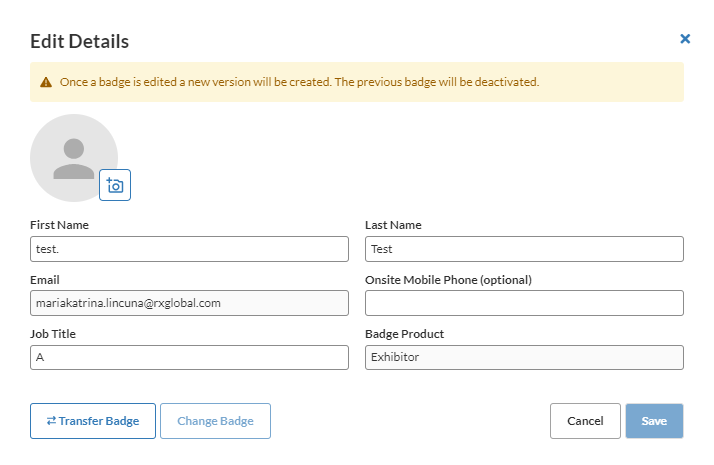 Edit Details
Once a badge is edited a new version will be created. The previous badge will be deactivated.
First Name
Last Name
test.
Test
Email
Onsite Mobile Phone (optional)
mariakatrina.lincuna@rxglobal.com
Job Title
Badge Product
A
Exhibitor
Transfer Badge
Change Badge
Cancel
Save